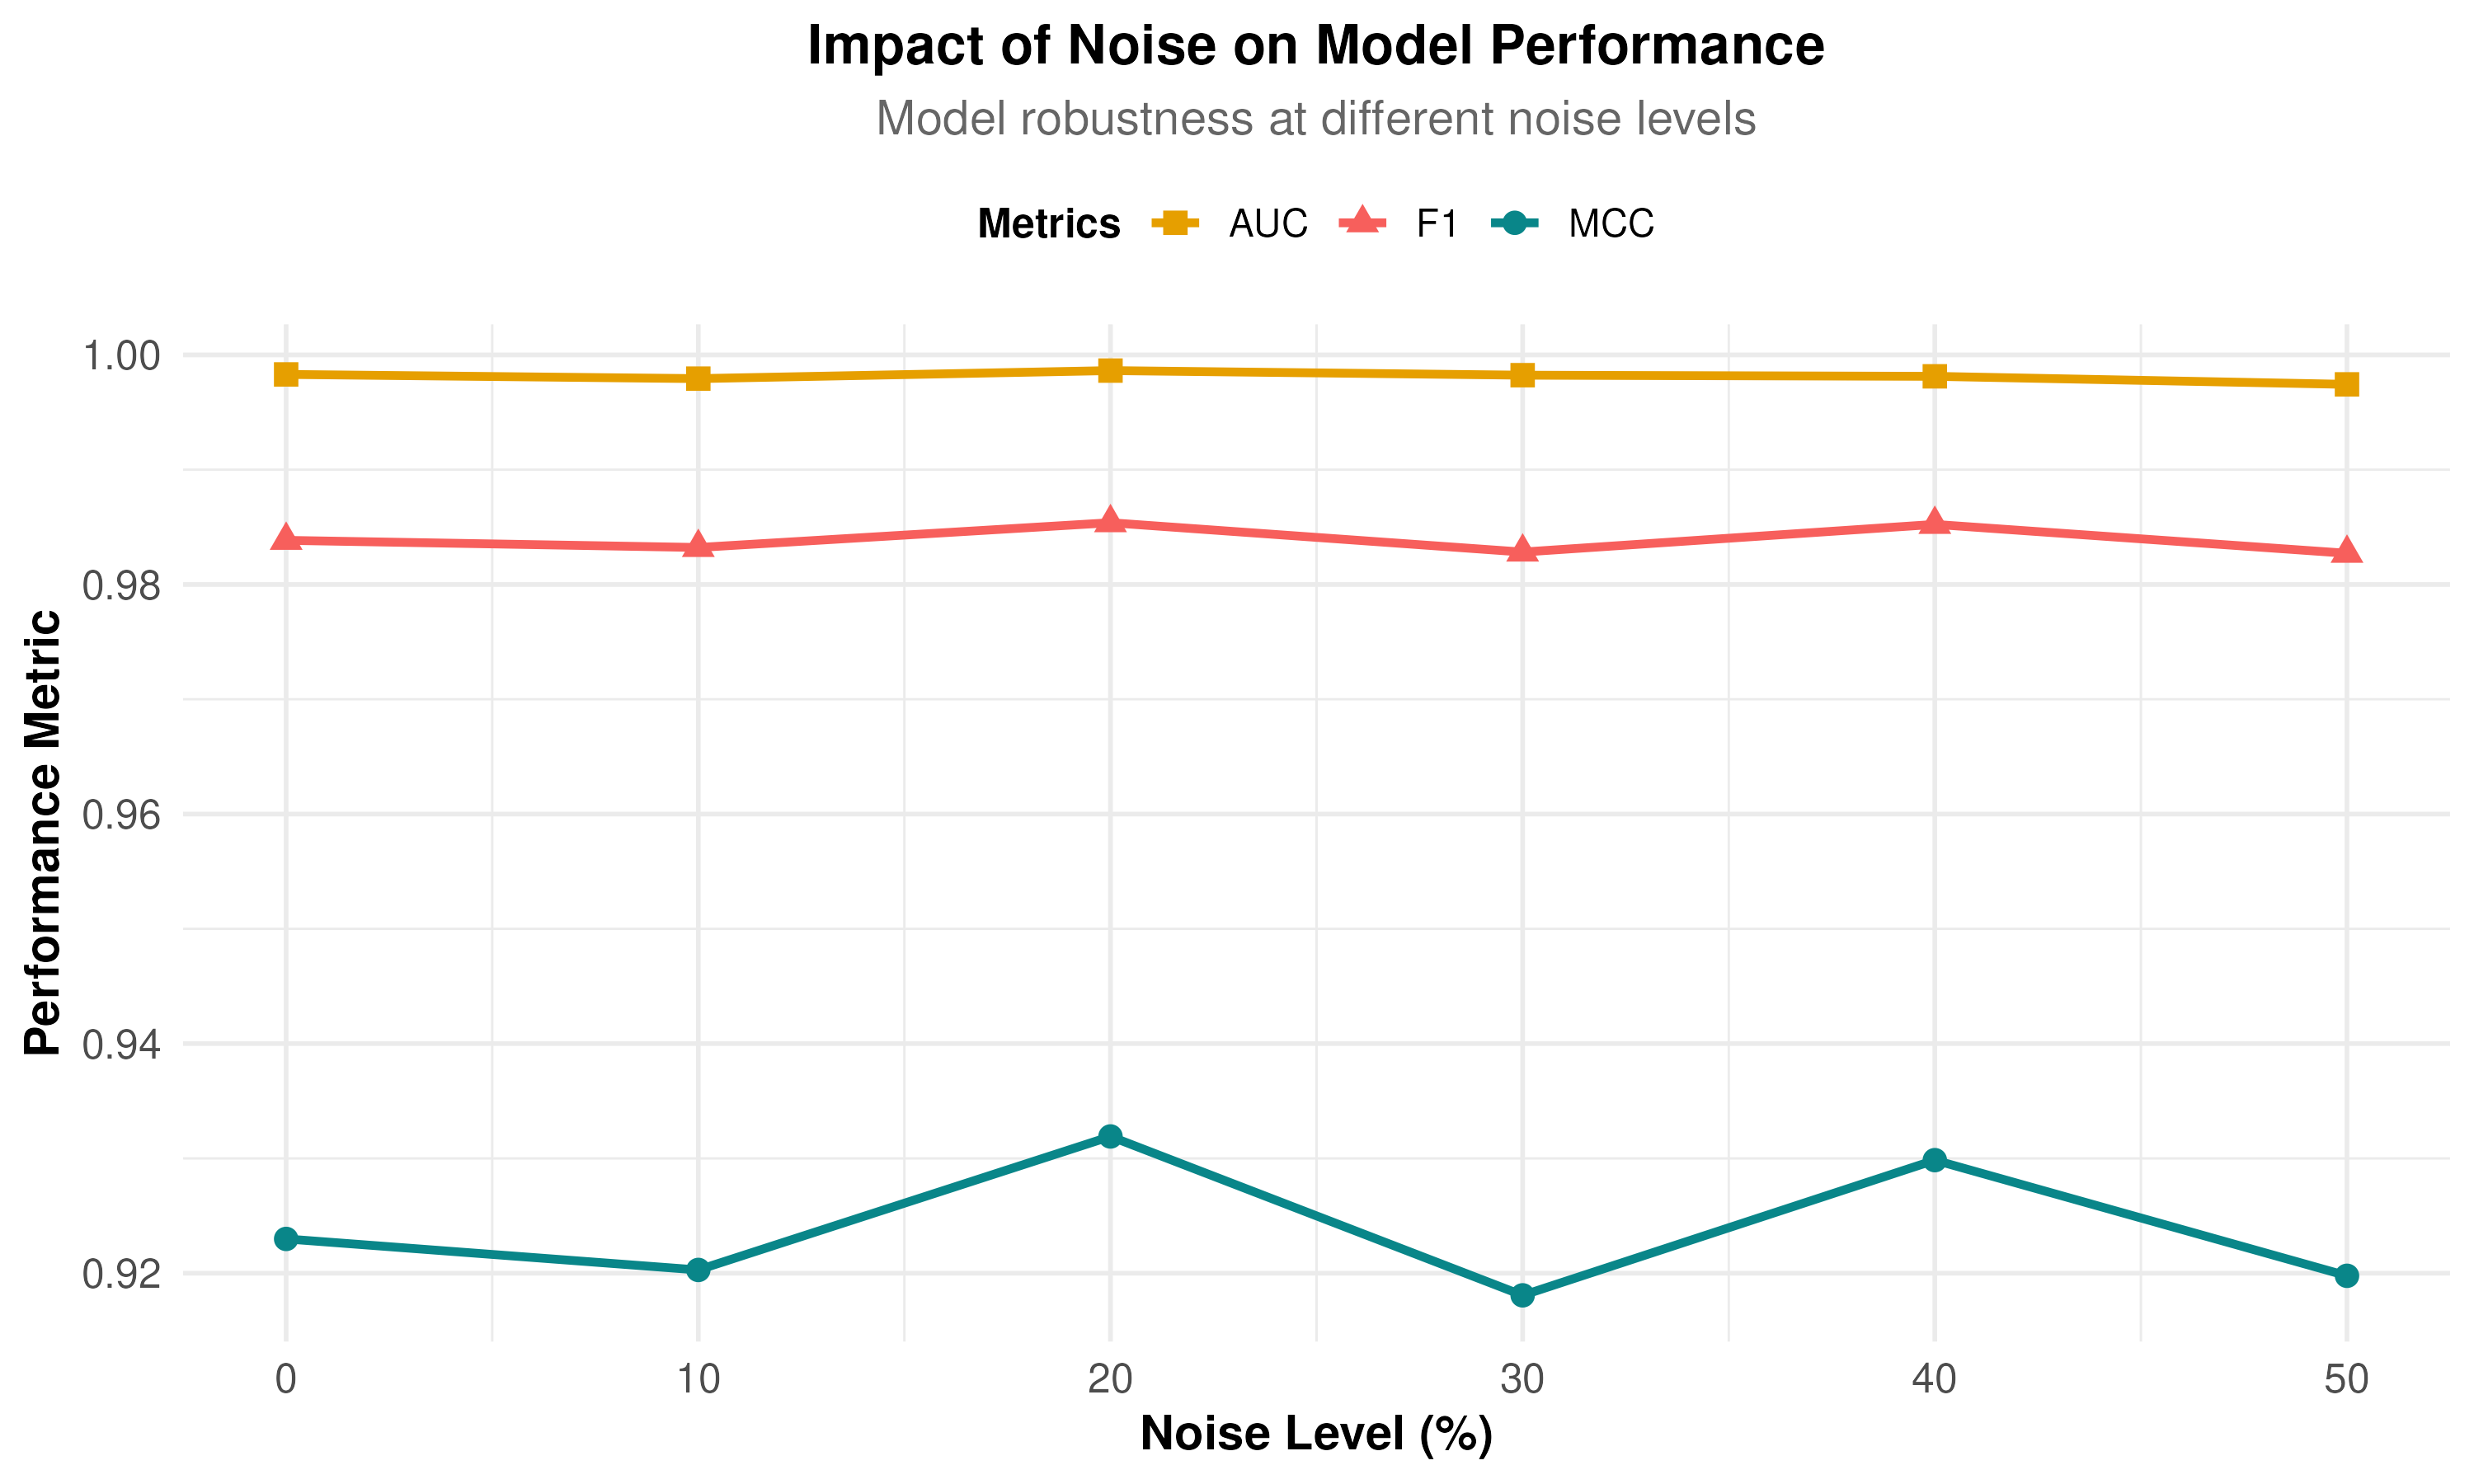 Impact of Noise on Model Performance
Model robustness at different noise levels
Metrics AUC F1 MCC
Performance Metric
1.00
0.98
0.96
0.94
0.92
0 10 20 30 40 50
Noise Level (%)